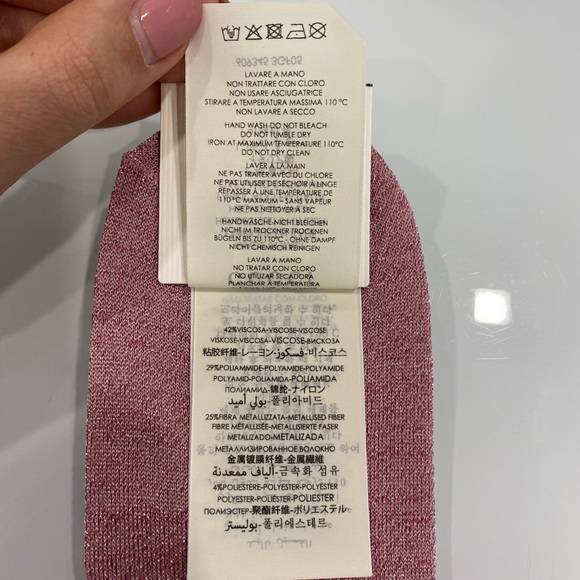 LAVARE A MANO
NON TRATTARE CON CLORO
NON USARE ASCIUGATRICE
STIRARE A TEMPERATURA MASSIMA 110 °C
NON LAVARE A SECCO
HAND WASH-DO NOT BLEACH
DO NOT TUMBLE DRY
IRON AT MAXIMUM TEMPERATURE 110°C
DO NOT DRY CLEAN
LAVER A LA MAIN
NE PAS TRAITER AVEC DU CHLORE
NE PAS UTILISER DE SÉCHOIR À LINGE
REPASSER À UNE TEMPÉRATURE DE
110°C MAXIMUM – SANS VAPEUR
NE PAS NETTOYER À SEC
HANDWÄSCHE-NICHT BLEICHEN
NICHT IM TROCKNER TROCKNEN
BÜGELN BIS ZU 110°C - OHNE DAMPF
NICHT CHEMISCH REINIGEN
LAVAR A MANO
NO TRATAR CON CLORO
NO UTILIZAR SECADORA
PLANCHAR A TEMPERATURA
42%VISCOSA-VISCOSE-VISCOSE
VISKOSE-VISCOSA-VISCOSE-ВИСКОЗА
粘胶纤维-レーヨン-فسكوز-비스코스
29%POLIAMMIDE-POLYAMIDE-POLYAMIDE
POLYAMID-POLIAMIDA-POLIAMIDA
ПОЛИАМИД-锦纶-ナイロン
بولي أميد-폴리아미드
25%FIBRA METALLIZZATA-METALLISED FIBER
FIBRE MÉTALLISÉE-METALLISIERTE FASER
METALIZADO-METALIZADA
МЕТАЛЛИЗИРОВАННОЕ ВОЛОКНО
金属镀膜纤维-金属繊維
ألياف ممعدنة-금속화 섬유
4%POLIESTERE-POLYESTER-POLYESTER
POLYESTER-POLIÉSTER-POLIÉSTER
ПОЛИЭСТЕР-聚酯纤维-ポリエステル
بوليستر-폴리에스테르